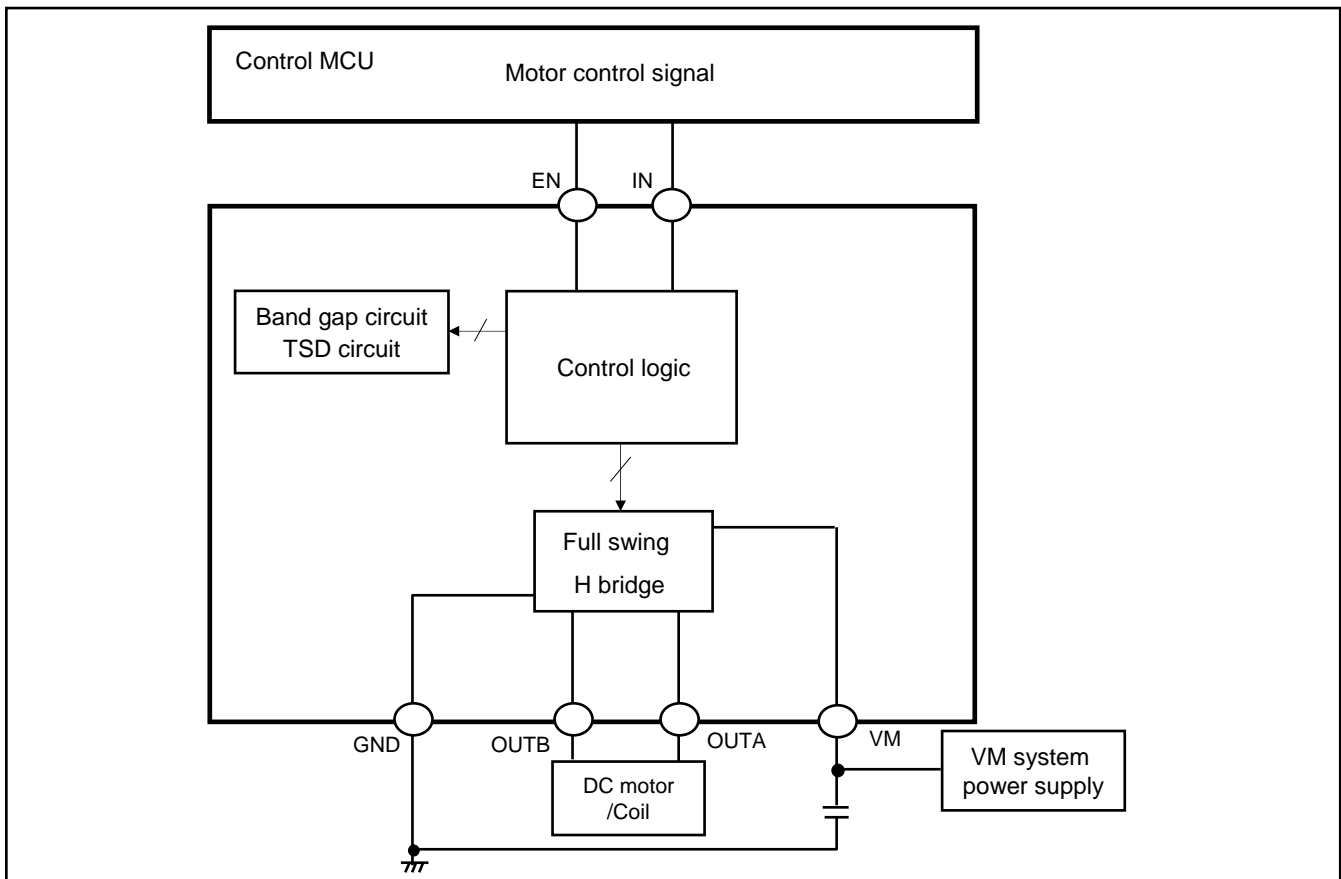 Control MCU
Motor control signal
EN
IN
Band gap circuit
TSD circuit
Control logic
Full swing
H bridge
GND
OUTB
OUTA
VM
DC motor
/Coil
VM system
power supply